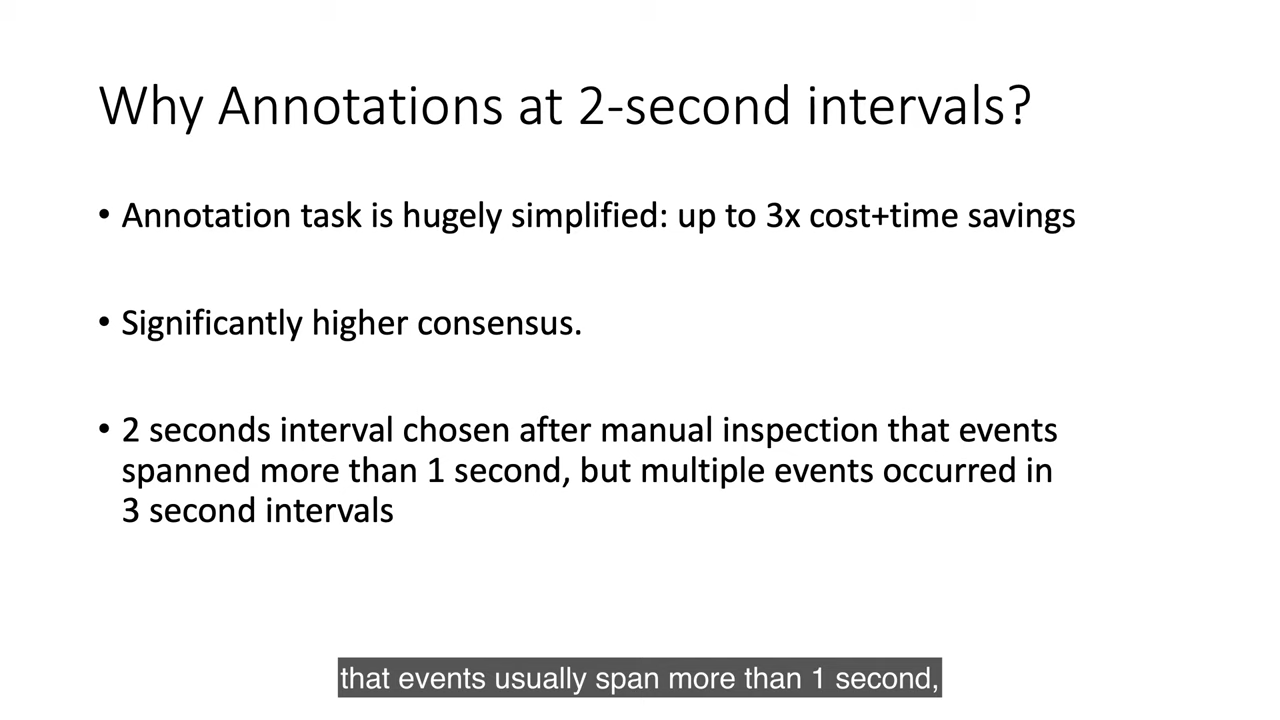 Why Annotations at 2-second intervals?
• Annotation task is hugely simplified: up to 3x cost+time savings
• Significantly higher consensus.
• 2 seconds interval chosen after manual inspection that events
spanned more than 1 second, but multiple events occurred in
3 second intervals
that events usually span more than 1 second,